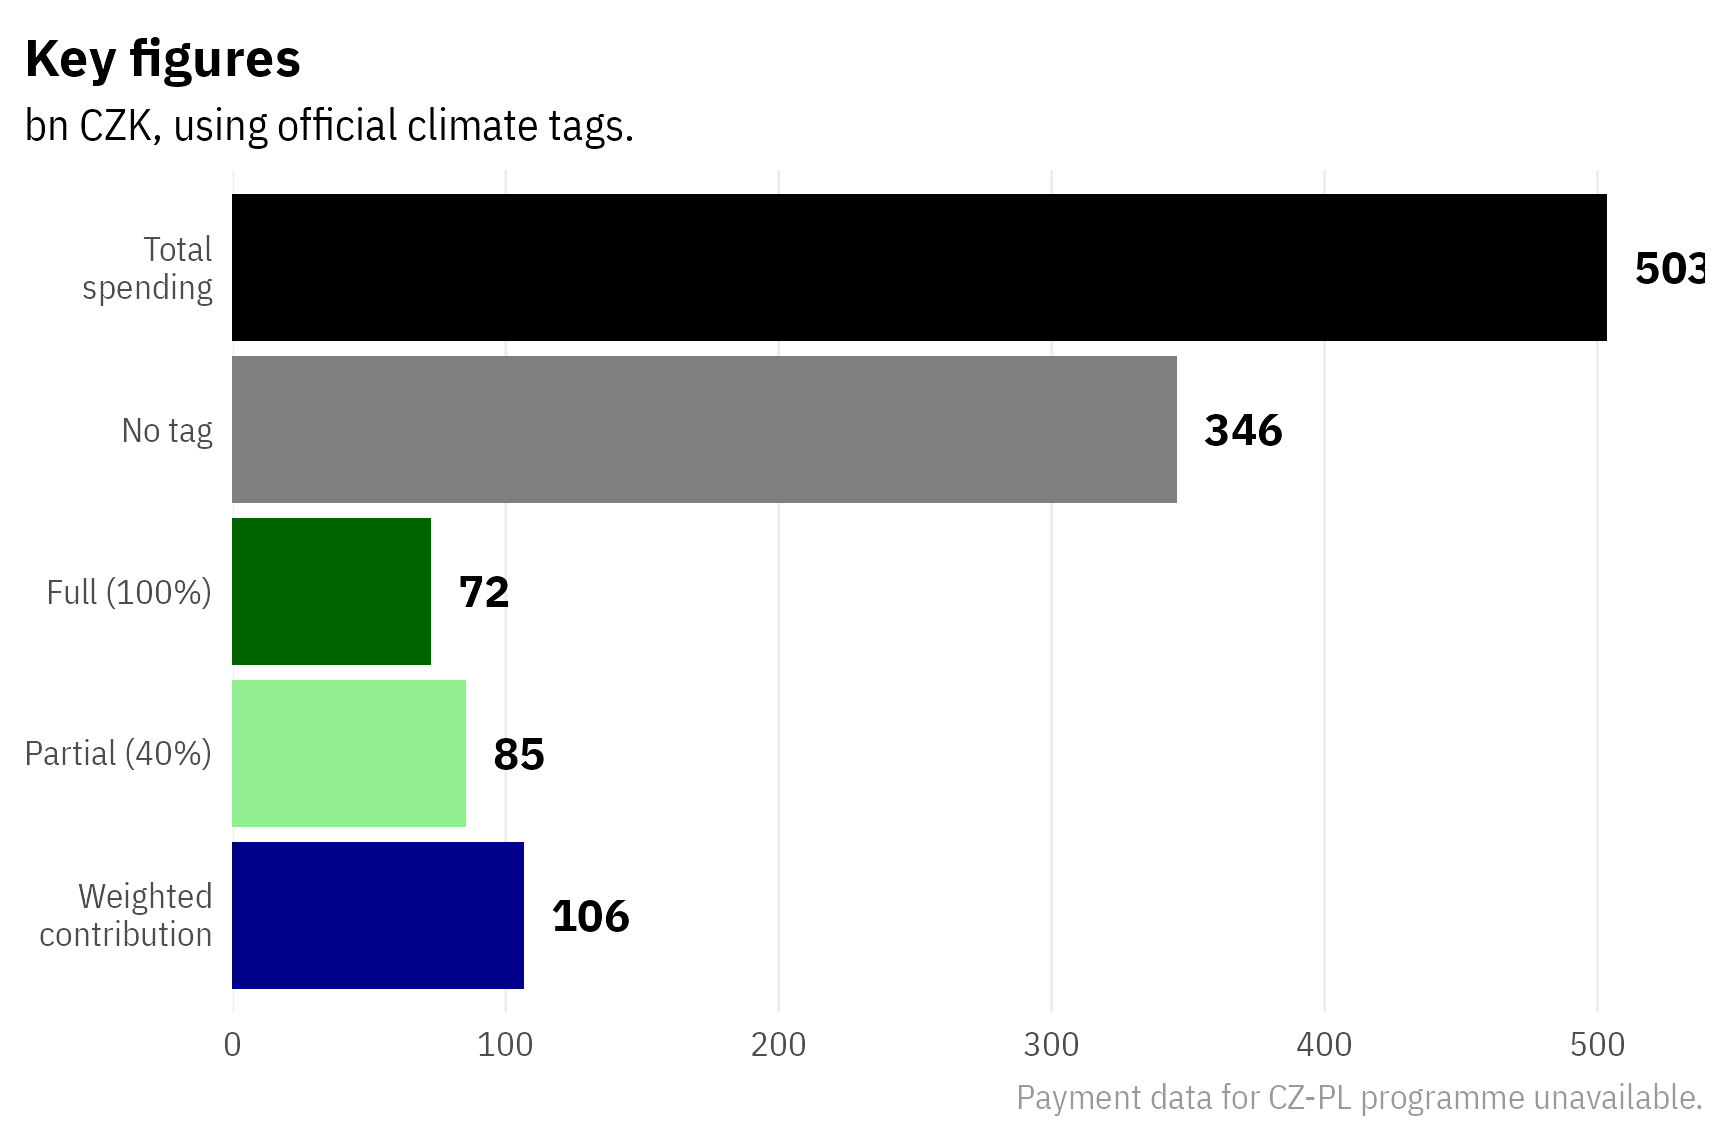 Key figures
bn CZK, using official climate tags.
Total
spending
503
No tag
346
Full (100%)
72
Partial (40%)
85
Weighted
contribution
106
0 100 200 300 400 500
Payment data for CZ-PL programme unavailable.